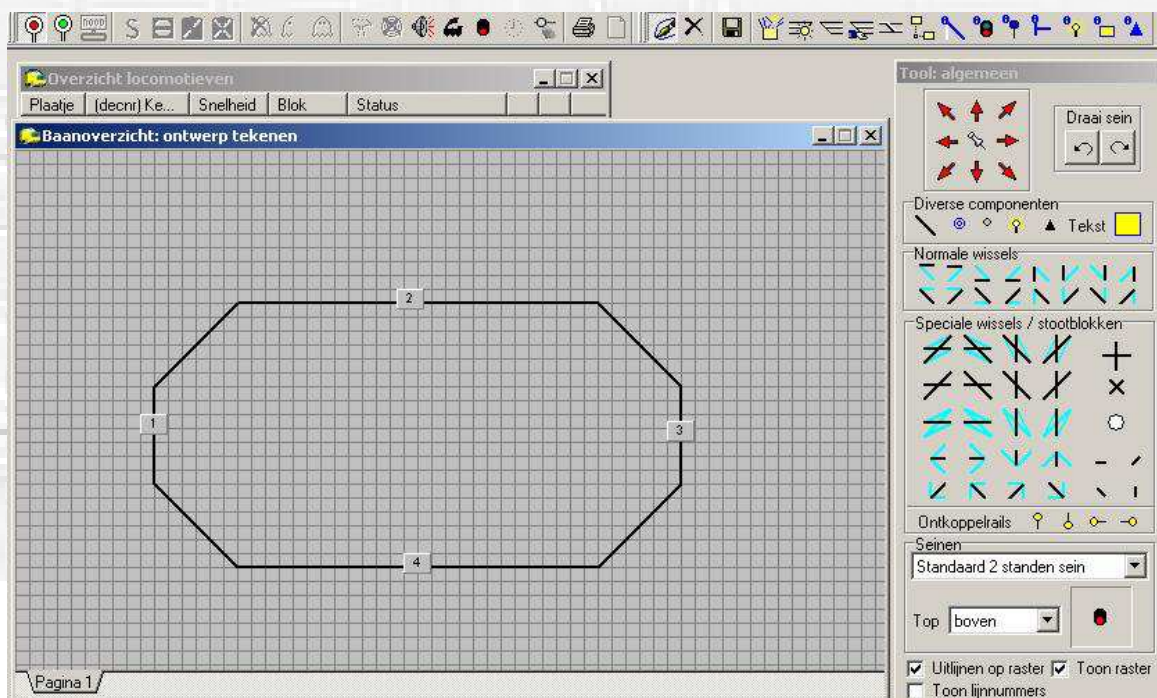 noop
S
Overzicht locomotieven
Plaatje (decnr) Ke... Snelheid Blok Status
Baanoverzicht: ontwerp tekenen
2
1
3
4
Pagina 1
Tool: algemeen
Draai sein
Diverse componenten
Tekst
Normale wissels
Speciale wissels / stootblokken
Ontkoppelrails
Seinen
Standaard 2 standen sein
Top boven
Uitlijnen op raster Toon raster
Toon lijnnummers